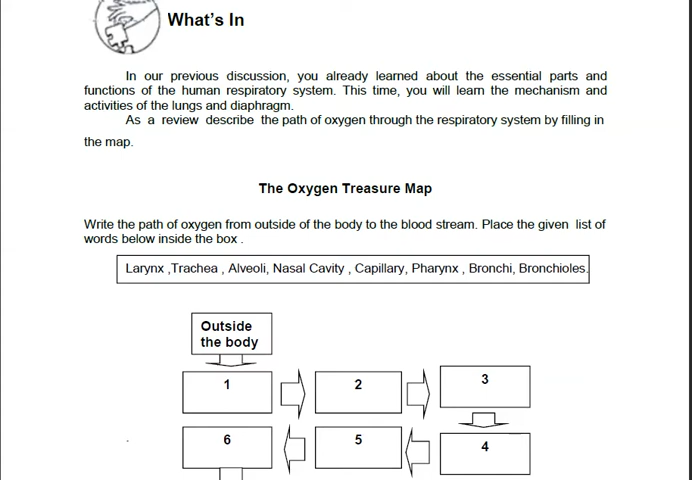 What's In
In our previous discussion, you already learned about the essential parts and
functions of the human respiratory system. This time, you will learn the mechanism and
activities of the lungs and diaphragm.
As a review describe the path of oxygen through the respiratory system by filling in
the map.
The Oxygen Treasure Map
Write the path of oxygen from outside of the body to the blood stream. Place the given list of
words below inside the box .
Larynx ,Trachea , Alveoli, Nasal Cavity , Capillary, Pharynx , Bronchi, Bronchioles.
Outside
the body
1
2
3
6
5
4